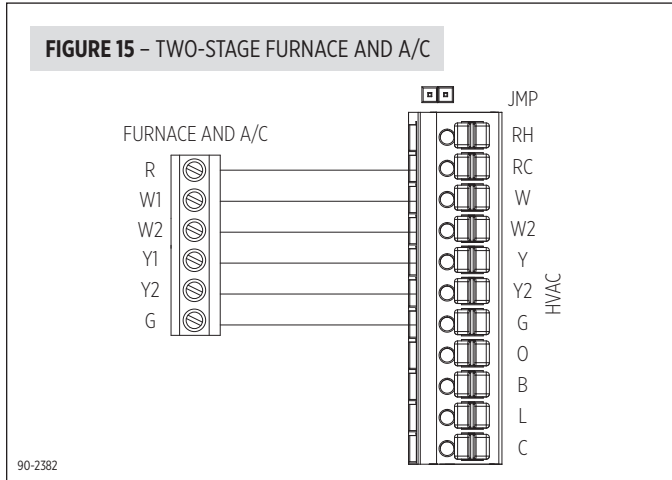 FIGURE 15 – TWO-STAGE FURNACE AND A/C
JMP
FURNACE AND A/C
R
W1
W2
Y1
Y2
G
RH
RC
W
W2
Y
Y2
G
O
B
L
C
HVAC
90-2382